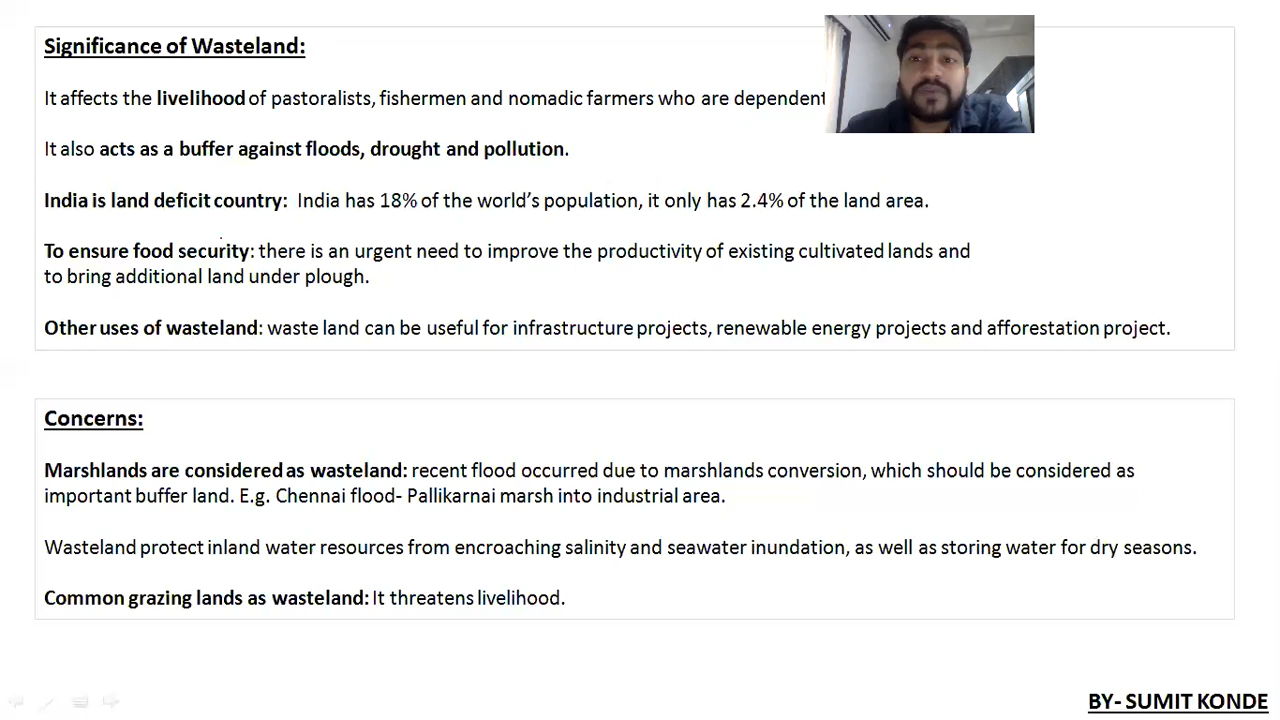 Significance of Wasteland:
It affects the livelihood of pastoralists, fishermen and nomadic farmers who are dependent
It also acts as a buffer against floods, drought and pollution.
India is land deficit country: India has 18% of the world's population, it only has 2.4% of the land area.
To ensure food security: there is an urgent need to improve the productivity of existing cultivated lands and
to bring additional land under plough.
Other uses of wasteland: waste land can be useful for infrastructure projects, renewable energy projects and afforestation project.
Concerns:
Marshlands are considered as wasteland: recent flood occurred due to marshlands conversion, which should be considered as
important buffer land. E.g. Chennai flood- Pallikarnai marsh into industrial area.
Wasteland protect inland water resources from encroaching salinity and seawater inundation, as well as storing water for dry seasons.
Common grazing lands as wasteland: It threatens livelihood.
BY- SUMIT KONDE